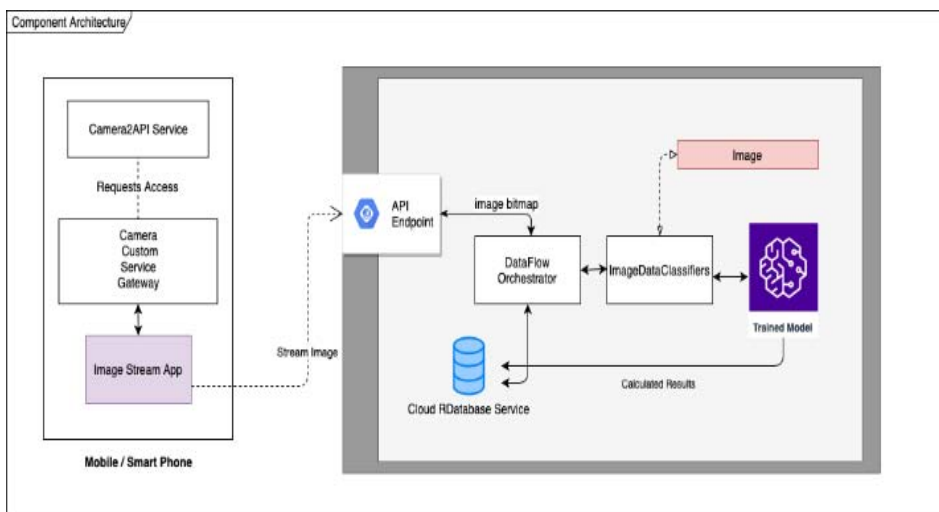 Component Architecture
Camera2API Service
Requests Access
Camera
Custom
Service
Gateway
Image Stream App
Mobile / Smart Phone
Stream Image
API
Endpoint
image bitmap
DataFlow
Orchestrator
ImageDataClassifiers
Image
Trained Model
Calculated Results
Cloud RDatabase Service